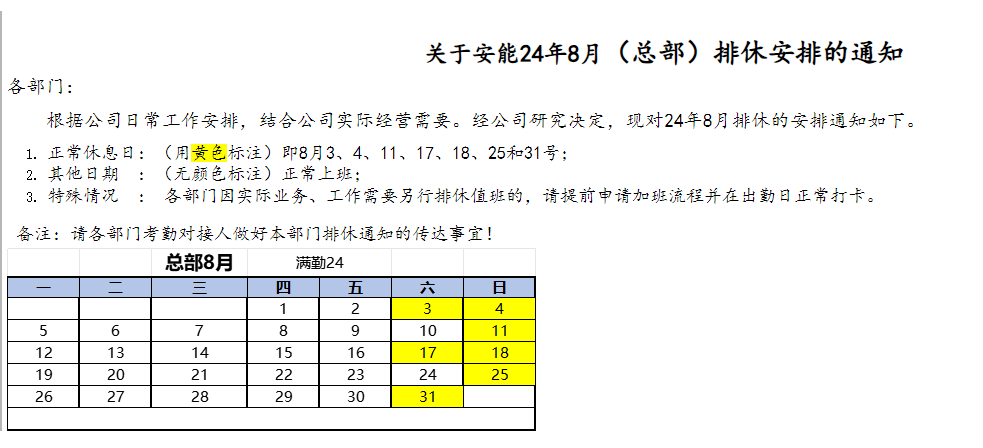 关于安能24年8月（总部）排休安排的通知
各部门：
根据公司日常工作安排，结合公司实际经营需要。经公司研究决定，现对24年8月排休的安排通知如下。
1. 正常休息日：（用黄色标注）即8月3、4、11、17、18、25和31号；
2. 其他日期 ：（无颜色标注）正常上班；
3. 特殊情况 ： 各部门因实际业务、工作需要另行排休值班的，请提前申请加班流程并在出勤日正常打卡。
备注：请各部门考勤对接人做好本部门排休通知的传达事宜！
总部8月 满勤24
一 二 三 四 五 六 日
1 2 3 4
5 6 7 8 9 10 11
12 13 14 15 16 17 18
19 20 21 22 23 24 25
26 27 28 29 30 31